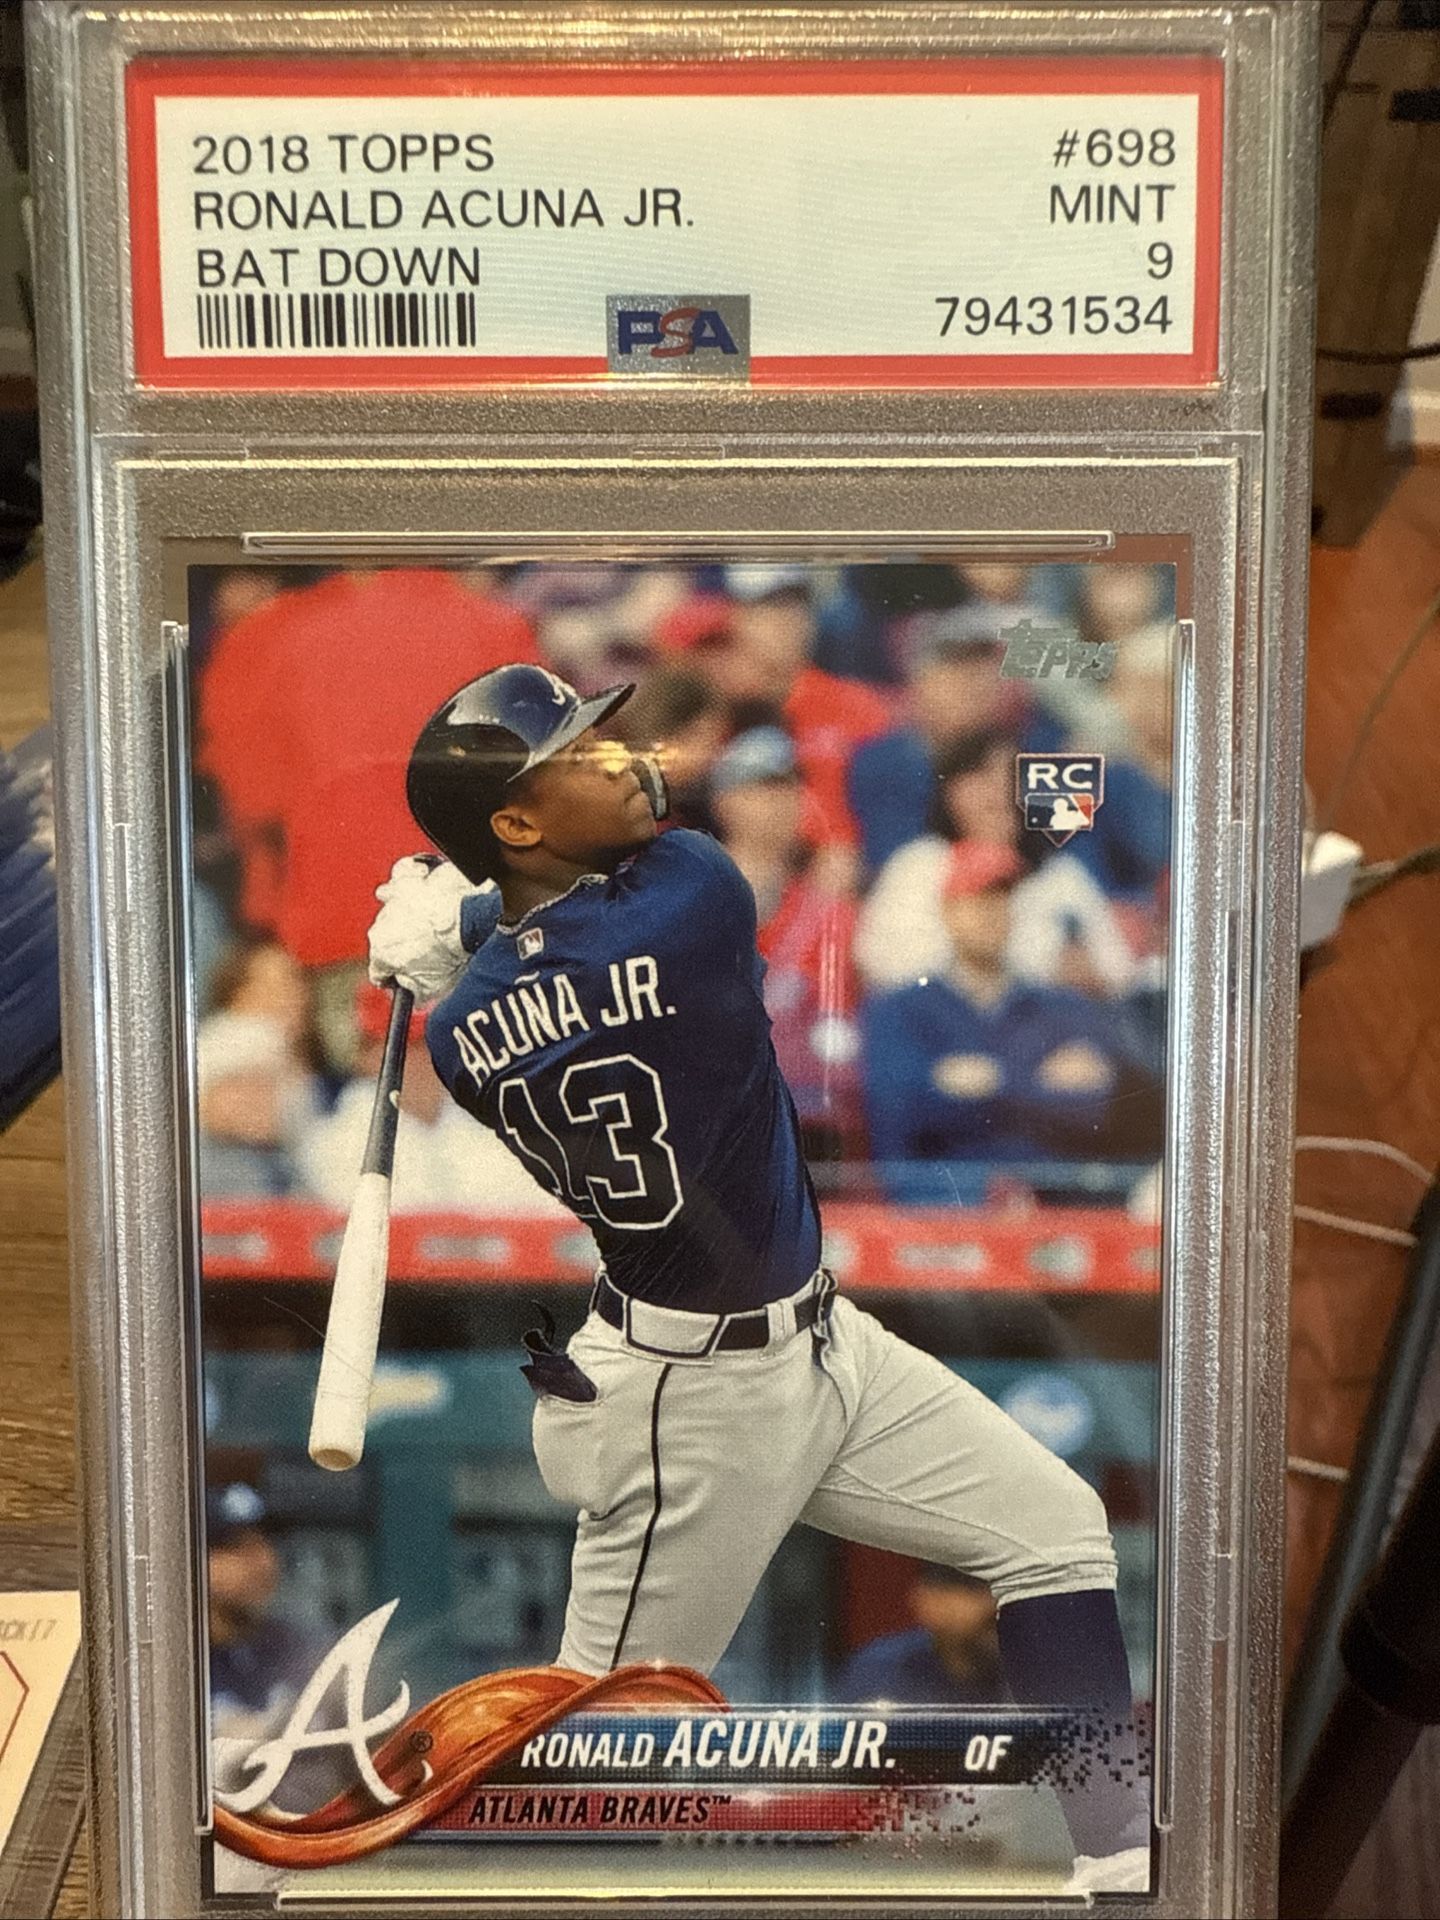 2018 TOPPS #698
RONALD ACUNA JR. MINT
BAT DOWN 9
79431534
PSA
TOPPS
RC
ACUÑA JR.
13
A
RONALD ACUÑA JR. OF
ATLANTA BRAVES™